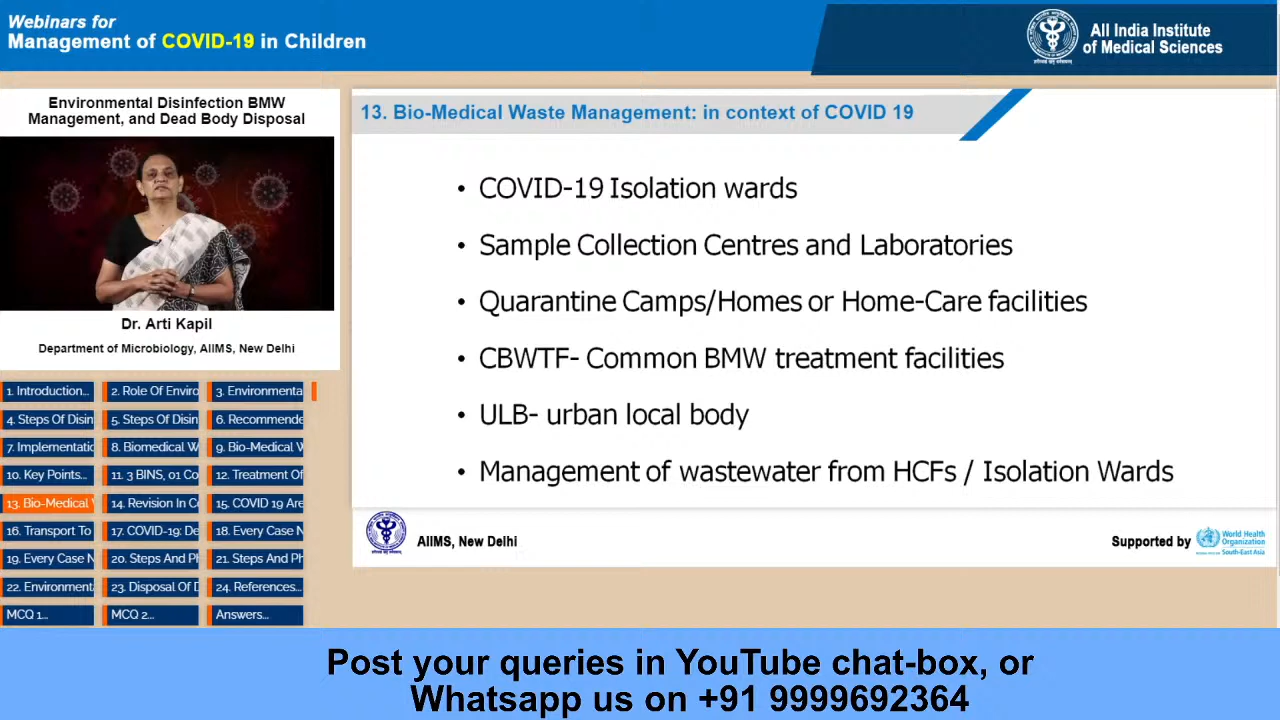 Webinars for
Management of COVID-19 in Children
All India Institute
of Medical Sciences
Environmental Disinfection BMW
Management, and Dead Body Disposal
Dr. Arti Kapil
Department of Microbiology, AIIMS, New Delhi
1. Introduction...
2. Role Of Enviro
3. Environmenta
4. Steps Of Disin
5. Steps Of Disin
6. Recommende
7. Implementatio
8. Biomedical W
9. Bio-Medical W
10. Key Points...
11. 3 BINS, 01 Co
12. Treatment Of
13. Bio-Medical W
14. Revision In C
15. COVID 19 Are
16. Transport To
17. COVID-19: De
18. Every Case N
19. Every Case N
20. Steps And Ph
21. Steps And Ph
22. Environmenta
23. Disposal Of D
24. References...
MCQ 1...
MCQ 2...
Answers...
13. Bio-Medical Waste Management: in context of COVID 19
• COVID-19 Isolation wards
• Sample Collection Centres and Laboratories
• Quarantine Camps/Homes or Home-Care facilities
• CBWTF- Common BMW treatment facilities
• ULB- urban local body
• Management of wastewater from HCFs / Isolation Wards
AIIMS, New Delhi
Supported by
World Health
Organization
South-East Asia
Post your queries in YouTube chat-box, or
Whatsapp us on +91 9999692364